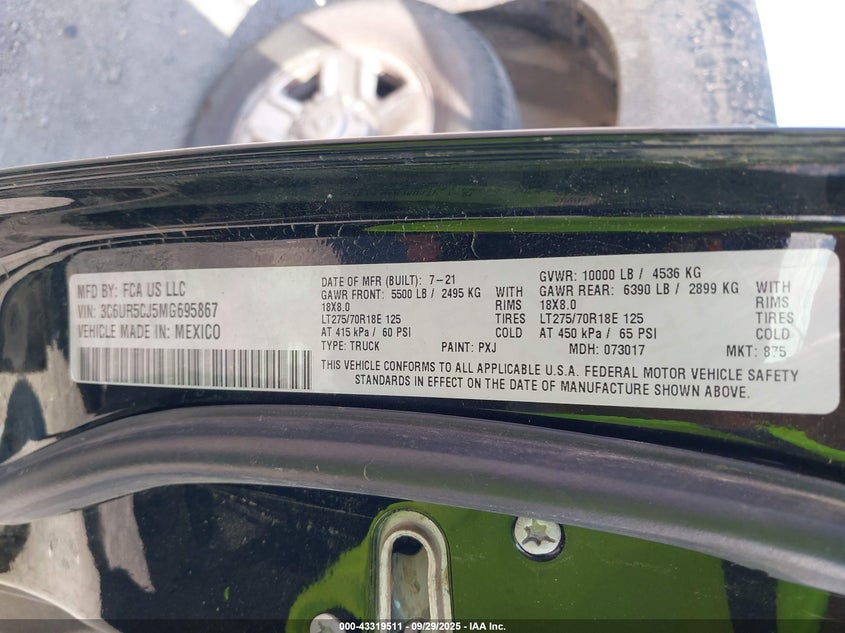 MFD BY: FCA US LLC
VIN: 3C6UR5CJ5MG695867
VEHICLE MADE IN: MEXICO
DATE OF MFR (BUILT): 7-21
GAWR FRONT: 5500 LB / 2495 KG WITH
18X8.0 RIMS
LT275/70R18E 125 TIRES
AT 415 kPa / 60 PSI COLD
TYPE: TRUCK PAINT: PXJ
GVWR: 10000 LB / 4536 KG
GAWR REAR: 6390 LB / 2899 KG WITH
18X8.0 RIMS
LT275/70R18E 125 TIRES
AT 450 kPa / 65 PSI COLD
MDH: 073017 MKT: 875
THIS VEHICLE CONFORMS TO ALL APPLICABLE U.S.A. FEDERAL MOTOR VEHICLE SAFETY
STANDARDS IN EFFECT ON THE DATE OF MANUFACTURE SHOWN ABOVE.
000-43319511 - 09/29/2025 - IAA Inc.